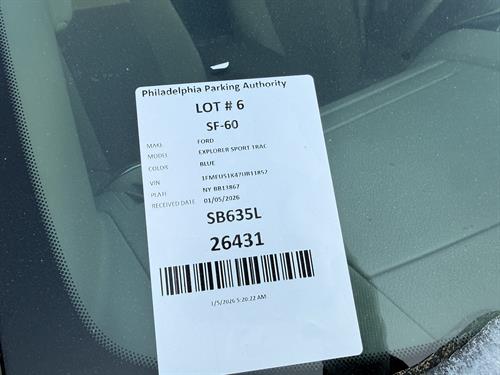 Philadelphia Parking Authority
LOT # 6
SF-60
MAKE: FORD
MODEL: EXPLORER SPORT TRAC
COLOR: BLUE
VIN
PLATE NY BB13867
RECEIVED DATE 01/05/2026
SB635L
26431
1/5/2026 5:20:22 AM